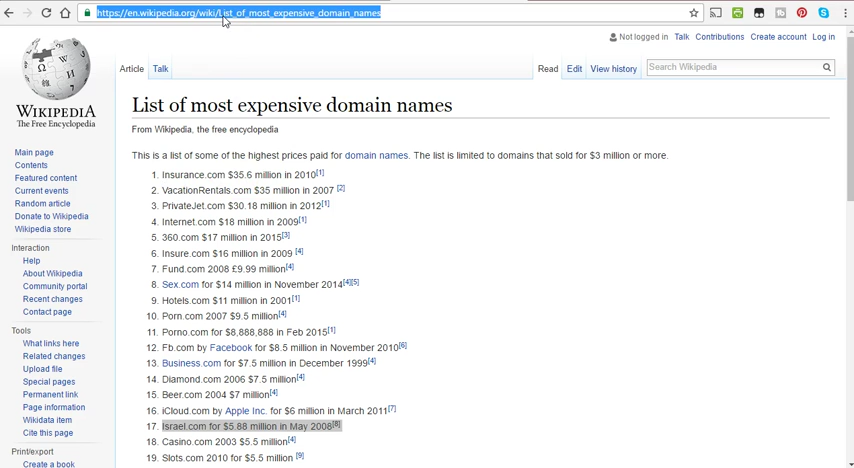 https://en.wikipedia.org/wiki/List_of_most_expensive_domain_names
Not logged in Talk Contributions Create account Log in
Article Talk Read Edit View history Search Wikipedia
WIKIPEDIA
The Free Encyclopedia
List of most expensive domain names
From Wikipedia, the free encyclopedia
This is a list of some of the highest prices paid for domain names. The list is limited to domains that sold for $3 million or more.
1. Insurance.com $35.6 million in 2010[1]
2. VacationRentals.com $35 million in 2007 [2]
3. PrivateJet.com $30.18 million in 2012[1]
4. Internet.com $18 million in 2009[1]
5. 360.com $17 million in 2015[3]
6. Insure.com $16 million in 2009 [4]
7. Fund.com 2008 £9.99 million[4]
8. Sex.com for $14 million in November 2014[4][5]
9. Hotels.com $11 million in 2001[1]
10. Porn.com 2007 $9.5 million[4]
11. Porno.com for $8,888,888 in Feb 2015[1]
12. Fb.com by Facebook for $8.5 million in November 2010[6]
13. Business.com for $7.5 million in December 1999[4]
14. Diamond.com 2006 $7.5 million[4]
15. Beer.com 2004 $7 million[4]
16. iCloud.com by Apple Inc. for $6 million in March 2011[7]
17. Israel.com for $5.88 million in May 2008[8]
18. Casino.com 2003 $5.5 million[4]
19. Slots.com 2010 for $5.5 million [9]
Main page
Contents
Featured content
Current events
Random article
Donate to Wikipedia
Wikipedia store
Interaction
Help
About Wikipedia
Community portal
Recent changes
Contact page
Tools
What links here
Related changes
Upload file
Special pages
Permanent link
Page information
Wikidata item
Cite this page
Print/export
Create a book